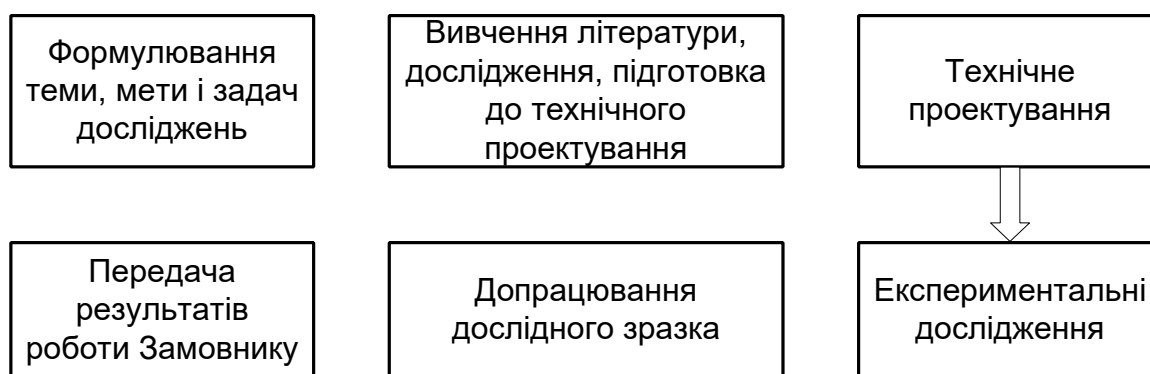 Формулювання
теми, мети і задач
досліджень
Вивчення літератури,
дослідження, підготовка
до технічного
проектування
Технічне
проектування
Передача
результатів
роботи Замовнику
Допрацювання
дослідного зразка
Експериментальні
дослідження